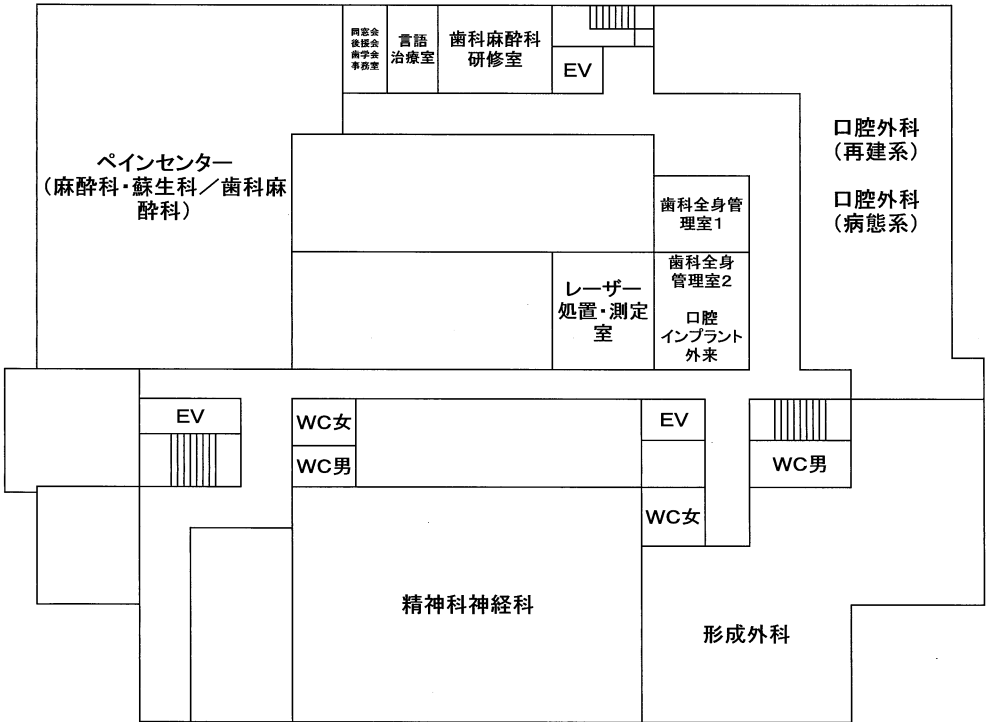 同窓会
後援会
歯学会
事務室
言語
治療室
歯科麻酔科
研修室
EV
口腔外科
(再建系)
口腔外科
(病態系)
ペインセンター
(麻酔科・蘇生科/歯科麻
酔科)
歯科全身管
理室1
歯科全身
管理室2
口腔
インプラント
外来
レーザー
処置・測定
室
EV
WC女
WC男
EV
WC男
WC女
精神科神経科
形成外科